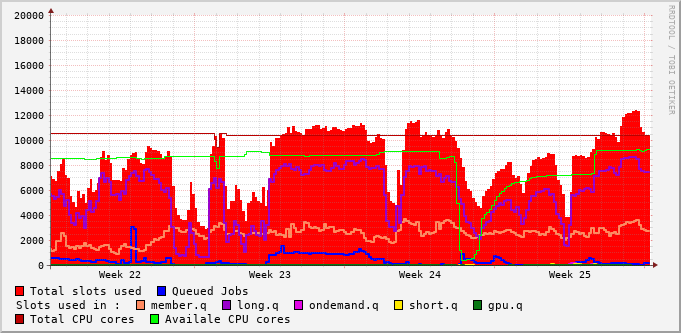 20000
18000
16000
14000
12000
10000
8000
6000
4000
2000
0
Week 22 Week 23 Week 24 Week 25
RRDTOOL / TOBI OETIKER
Total slots used Queued Jobs
Slots used in : member.q long.q ondemand.q short.q gpu.q
Total CPU cores Availale CPU cores